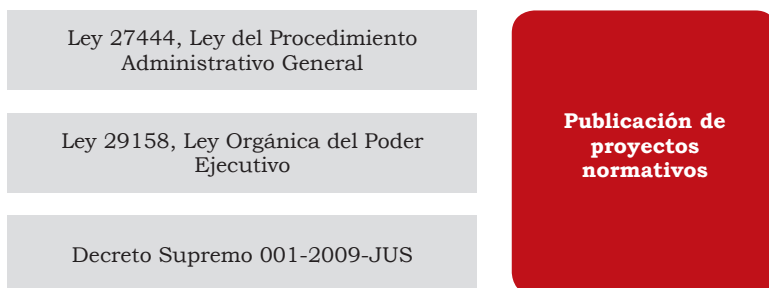 Ley 27444, Ley del Procedimiento
Administrativo General
Ley 29158, Ley Orgánica del Poder
Ejecutivo
Decreto Supremo 001-2009-JUS
Publicación de
proyectos
normativos